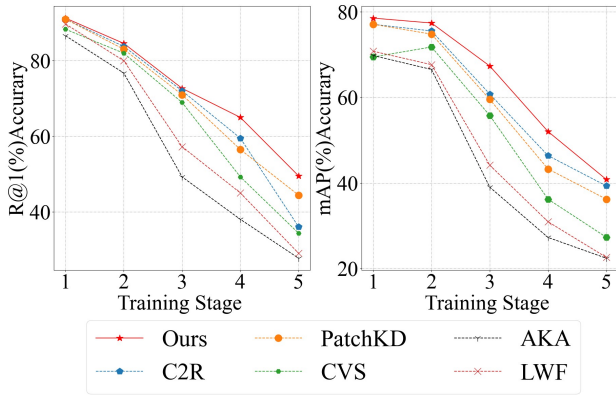 R@1(%)Accurary
80
60
40
1 2 3 4 5
Training Stage
mAP(%)Accurary
80
60
40
20
1 2 3 4 5
Training Stage
Ours PatchKD AKA
C2R CVS LWF